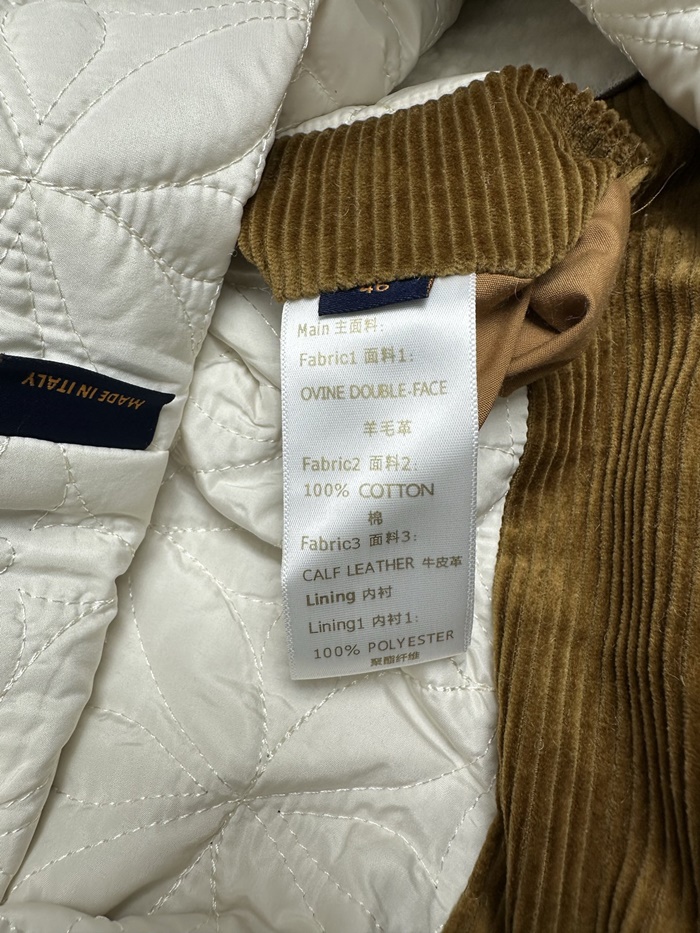 46
Main 主面料:
Fabric1 面料1:
OVINE DOUBLE-FACE
羊毛革
Fabric2 面料2:
100% COTTON
棉
Fabric3 面料3:
CALF LEATHER 牛皮革
Lining 内衬
Lining1 内衬1:
100% POLYESTER
聚酯纤维
MADE IN ITALY